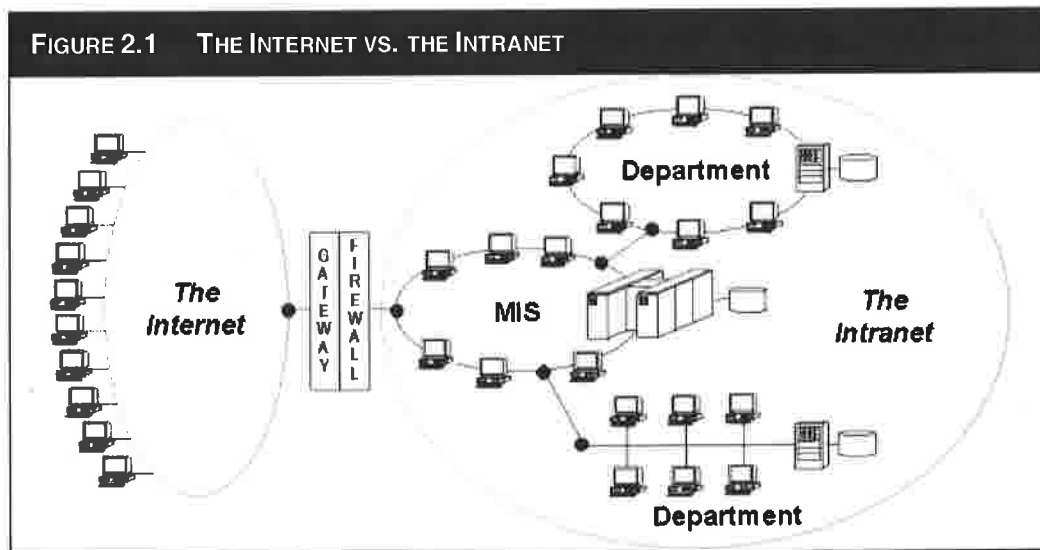 FIGURE 2.1 THE INTERNET VS. THE INTRANET
The
Internet
GATEWAY
FIREWALL
MIS
Department
The
Intranet
Department